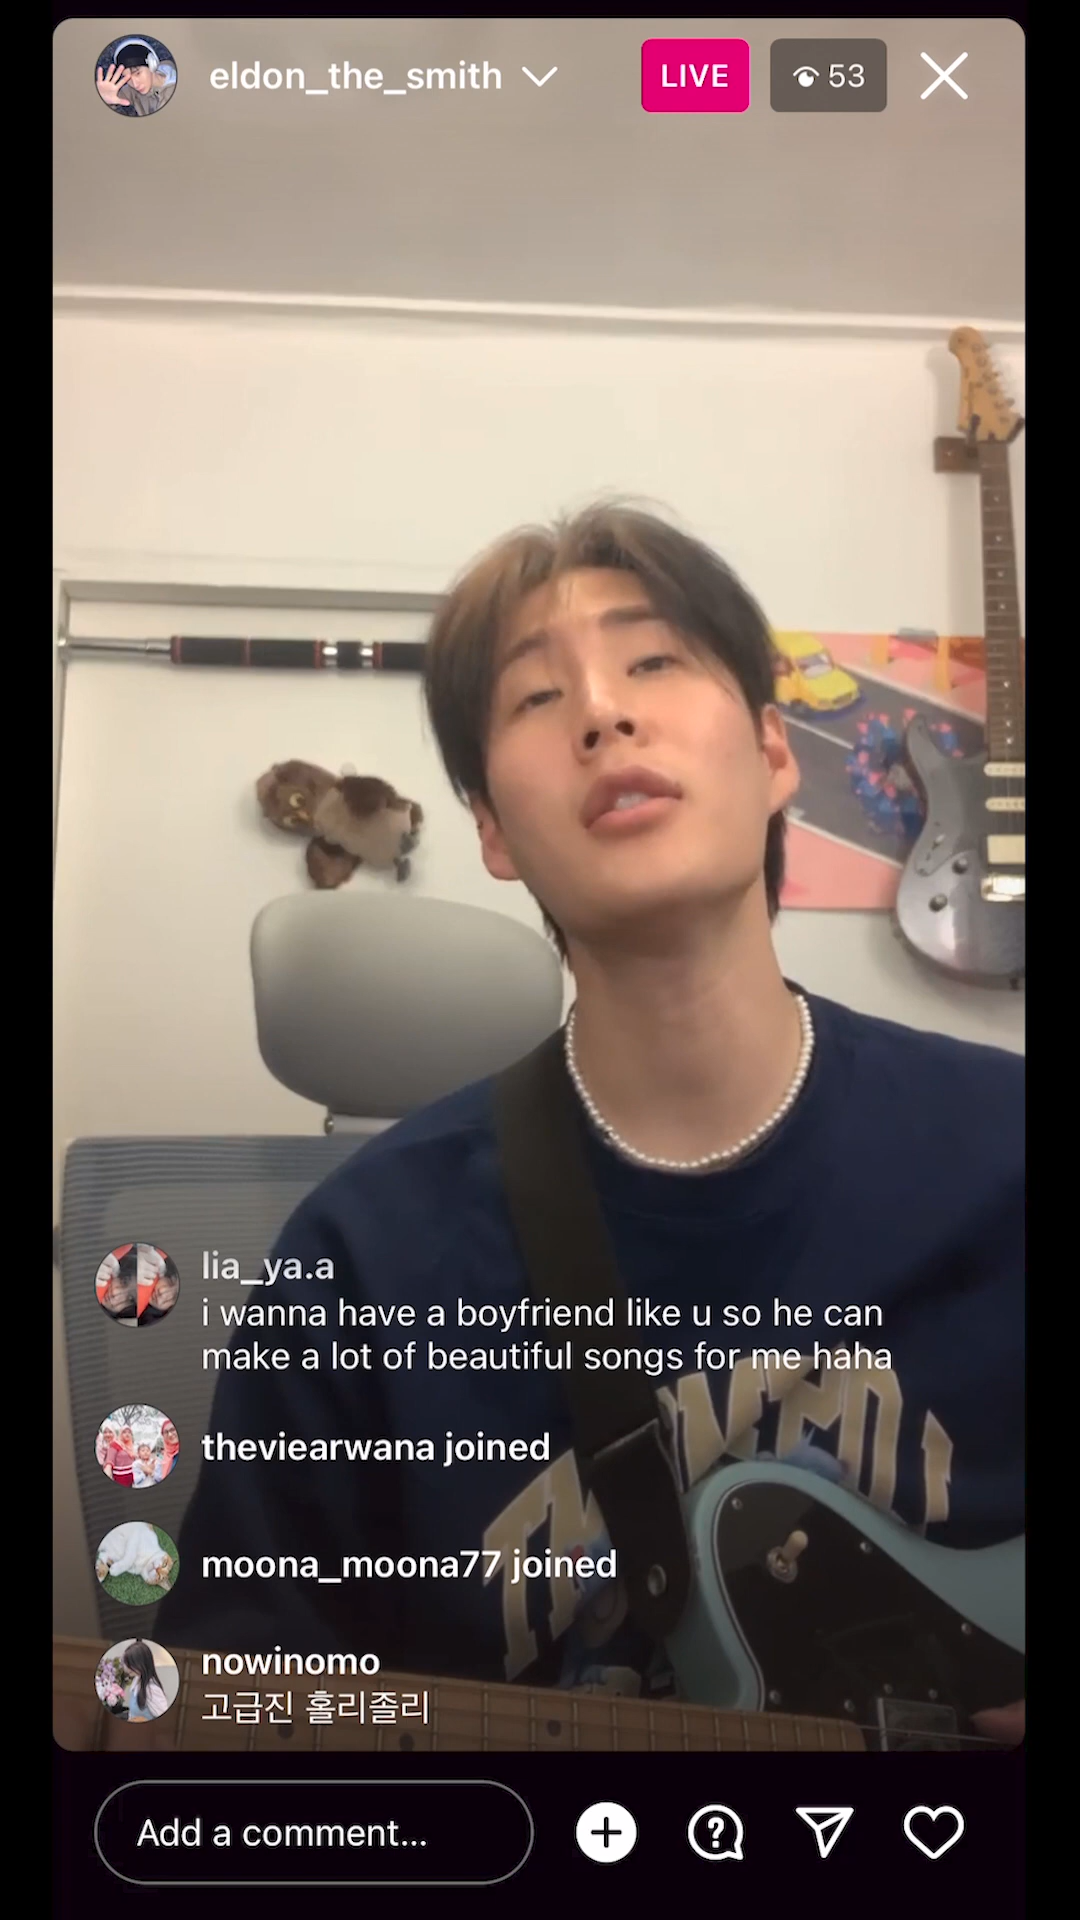 eldon_the_smith
LIVE
53
lia_ya.a
i wanna have a boyfriend like u so he can
make a lot of beautiful songs for me haha
theviearwana joined
moona_moona77 joined
nowinomo
고급진 홀리졸리
Add a comment...